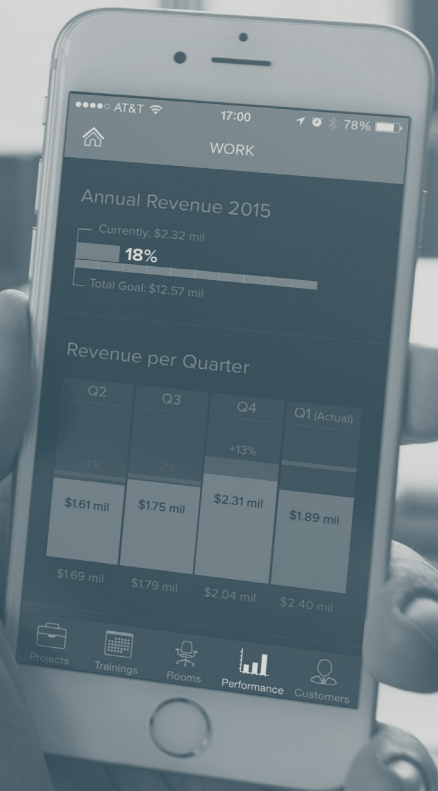 AT&T 17:00 78%
WORK
Annual Revenue 2015
Currently: $2.32 mil
18%
Total Goal: $12.57 mil
Revenue per Quarter
Q2 Q3 Q4 Q1 (Actual)
-4% -2% +13%
$1.61 mil $1.75 mil $2.31 mil $1.89 mil
$1.69 mil $1.79 mil $2.04 mil $2.40 mil
Projects Trainings Rooms Performance Customers